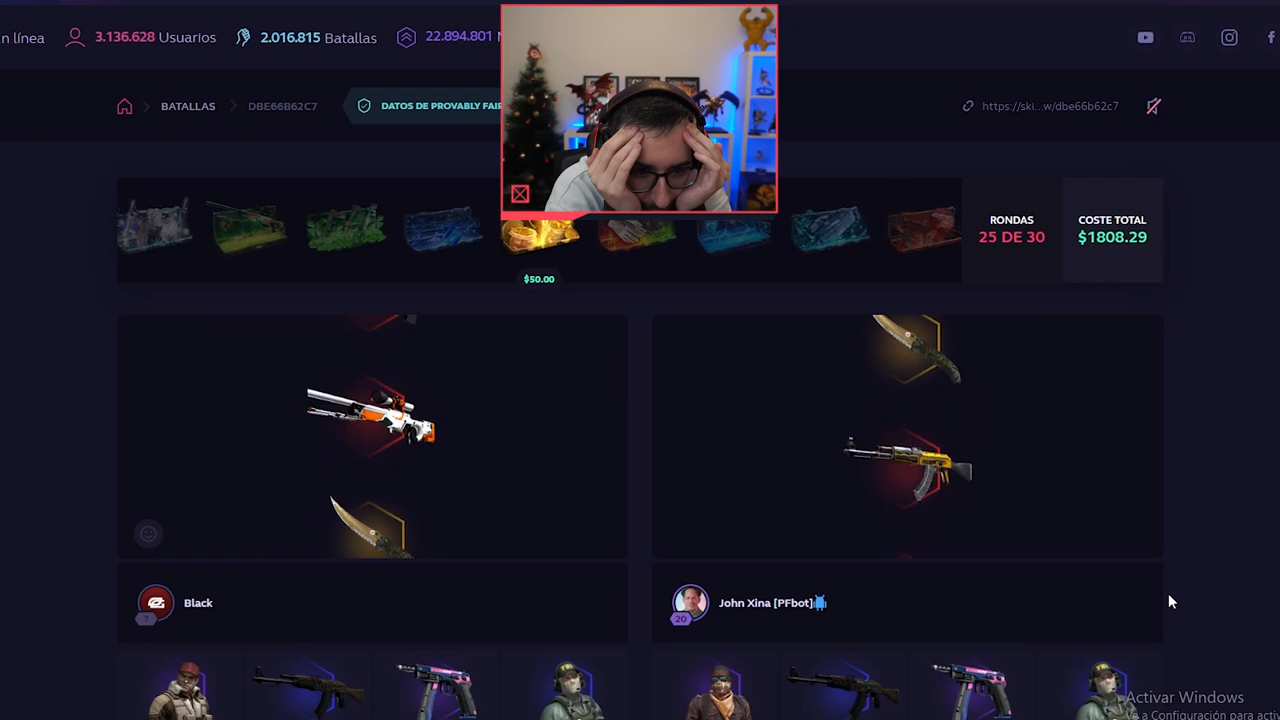 n línea
3.136.628 Usuarios
2.016.815 Batallas
22.894.801
BATALLAS
DBE66B62C7
DATOS DE PROVABLY FAIR
https://ski...w/dbe66b62c7
RONDAS
25 DE 30
COSTE TOTAL
$1808.29
$50.00
Black
7
John Xina [PFbot]
20
Activar Windows
a Configuración para acti